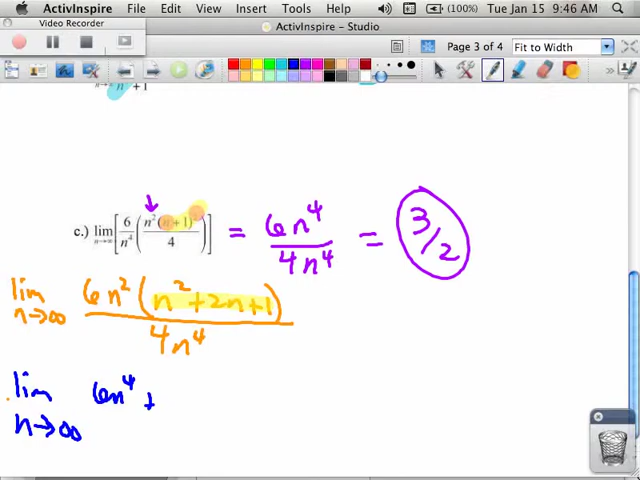 ActivInspire File Edit View Insert Tools Help (100%) Tue Jan 15 9:46 AM
Video Recorder
ActivInspire - Studio
Page 3 of 4 Fit to Width
n→∞ n + 1
c.) lim n→∞ [ 6/n⁴ ( n²(n+1)²/4 ) ] = 6n⁴/4n⁴ = 3/2
lim n→∞ 6n²(n²+2n+1)/4n⁴
lim n→∞ 6n⁴ +